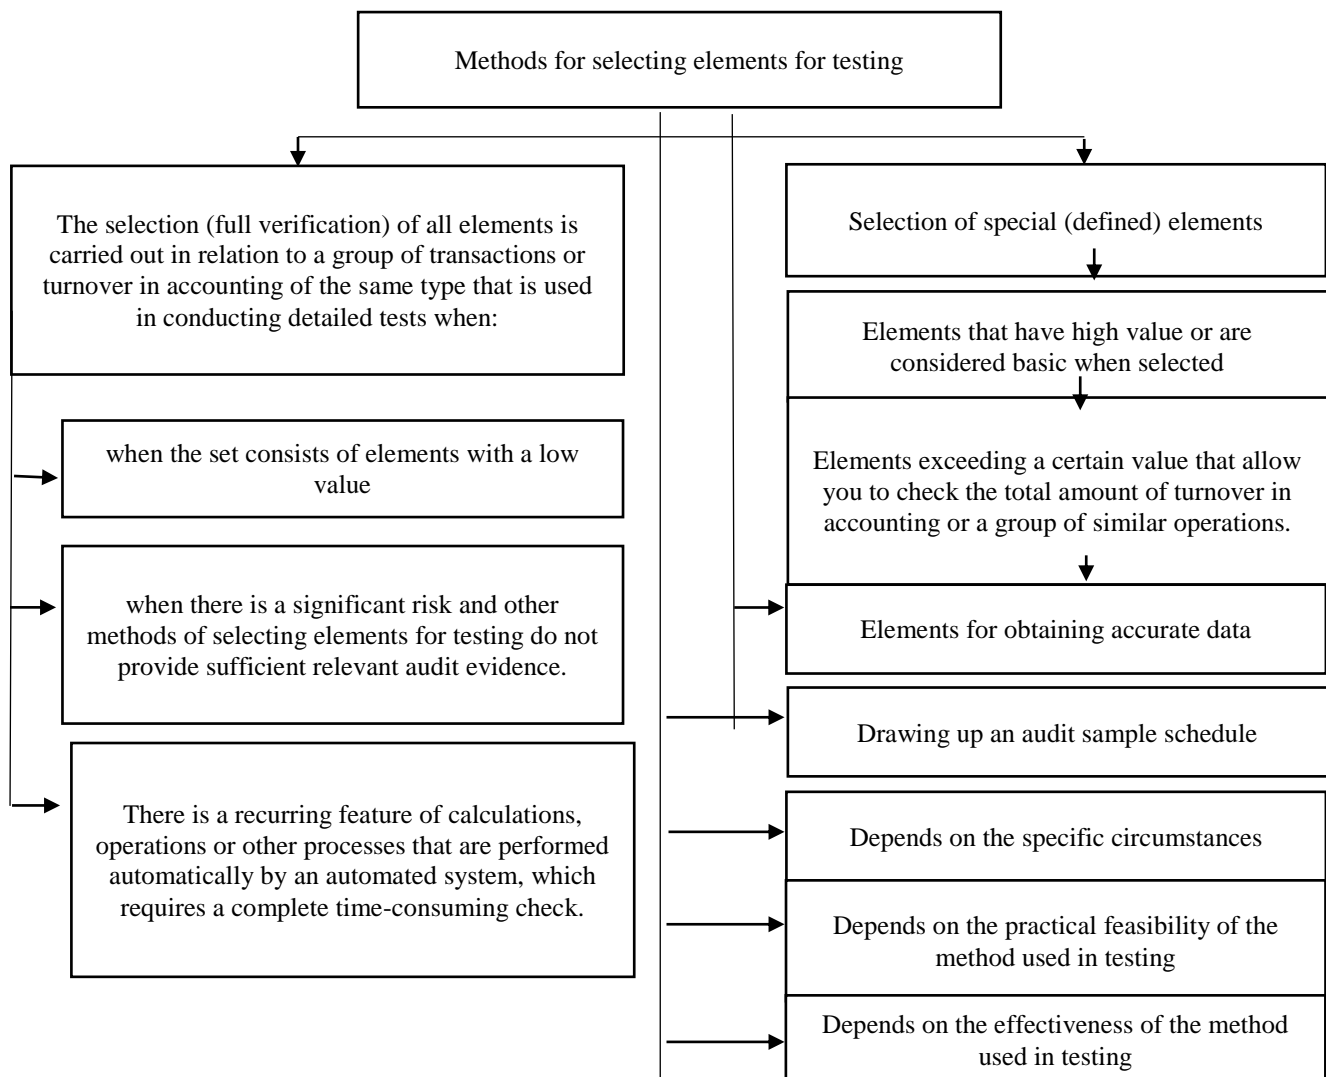 Methods for selecting elements for testing
The selection (full verification) of all elements is
carried out in relation to a group of transactions or
turnover in accounting of the same type that is used
in conducting detailed tests when:
when the set consists of elements with a low
value
when there is a significant risk and other
methods of selecting elements for testing do not
provide sufficient relevant audit evidence.
There is a recurring feature of calculations,
operations or other processes that are performed
automatically by an automated system, which
requires a complete time-consuming check.
Selection of special (defined) elements
Elements that have high value or are
considered basic when selected
Elements exceeding a certain value that allow
you to check the total amount of turnover in
accounting or a group of similar operations.
Elements for obtaining accurate data
Drawing up an audit sample schedule
Depends on the specific circumstances
Depends on the practical feasibility of the
method used in testing
Depends on the effectiveness of the method
used in testing